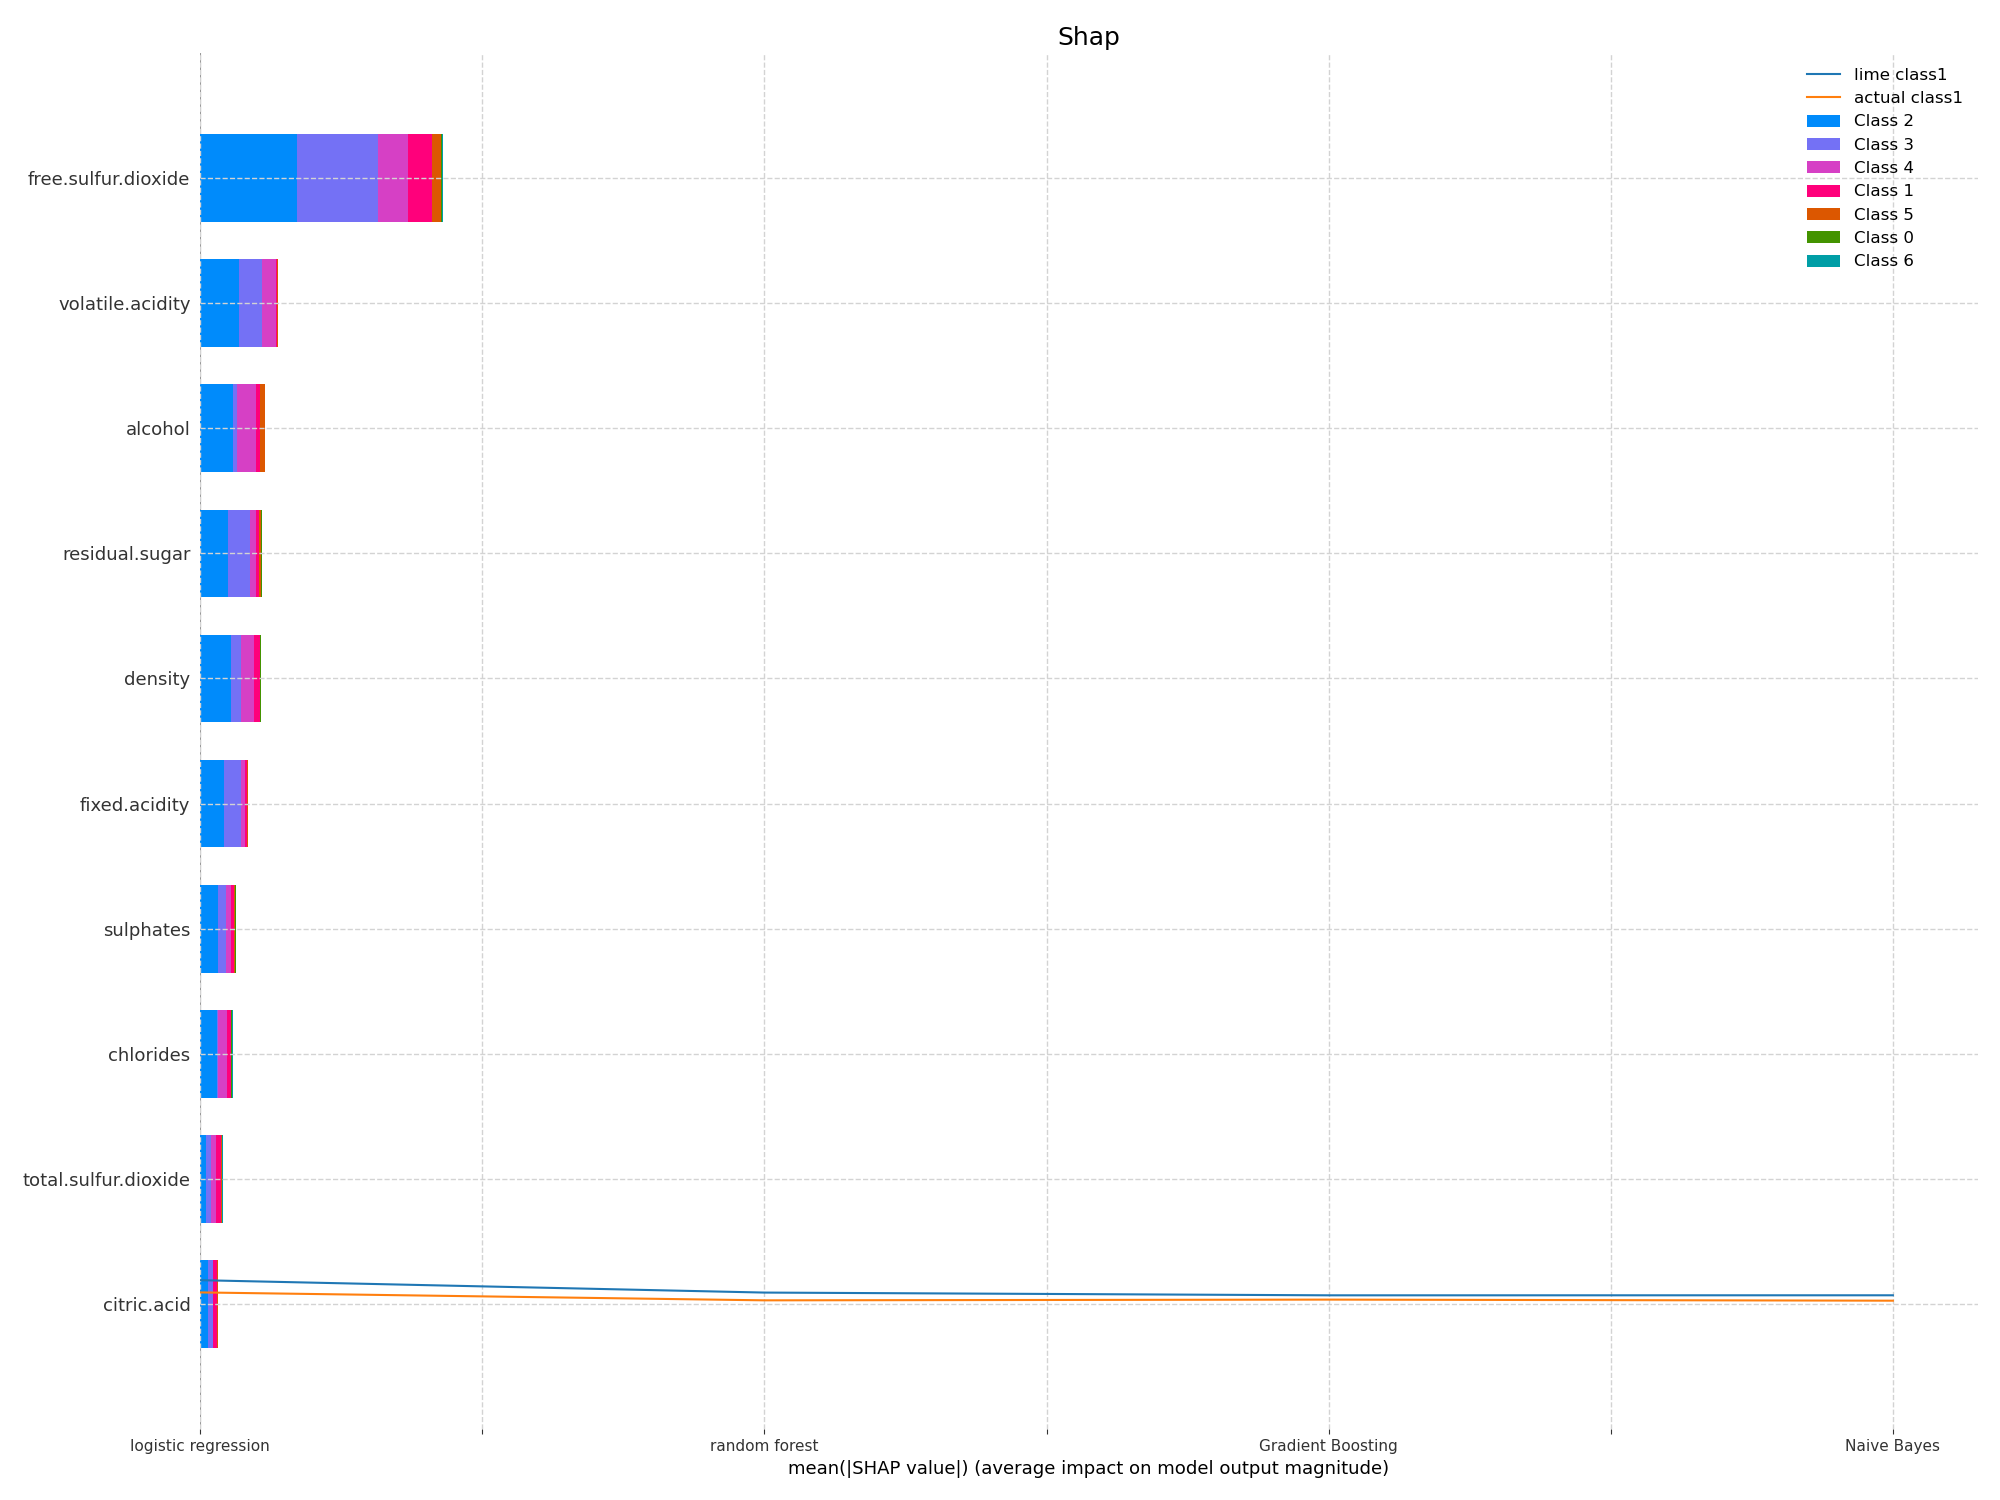 Shap
lime class1
actual class1
Class 2
Class 3
Class 4
Class 1
Class 5
Class 0
Class 6
free.sulfur.dioxide
volatile.acidity
alcohol
residual.sugar
density
fixed.acidity
sulphates
chlorides
total.sulfur.dioxide
citric.acid
logistic regression
random forest
Gradient Boosting
Naive Bayes
mean(|SHAP value|) (average impact on model output magnitude)